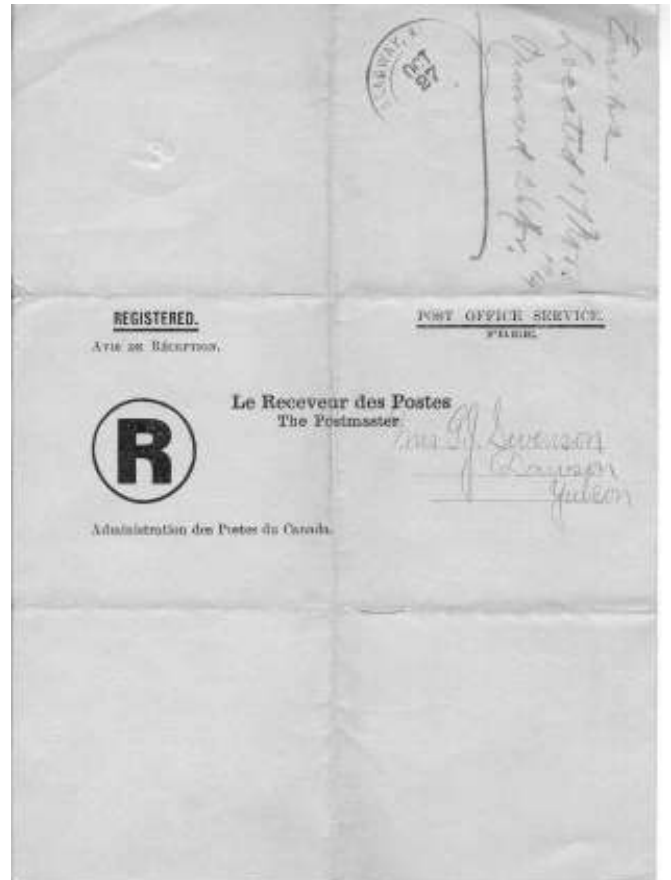 OCT
27
REGISTERED.
AVIS DE RÉCEPTION.
POST OFFICE SERVICE.
FREE.
Le Receveur des Postes
The Postmaster
R
Mrs P.J. Swenson
Dawson
Yukon
Administration des Postes du Canada.